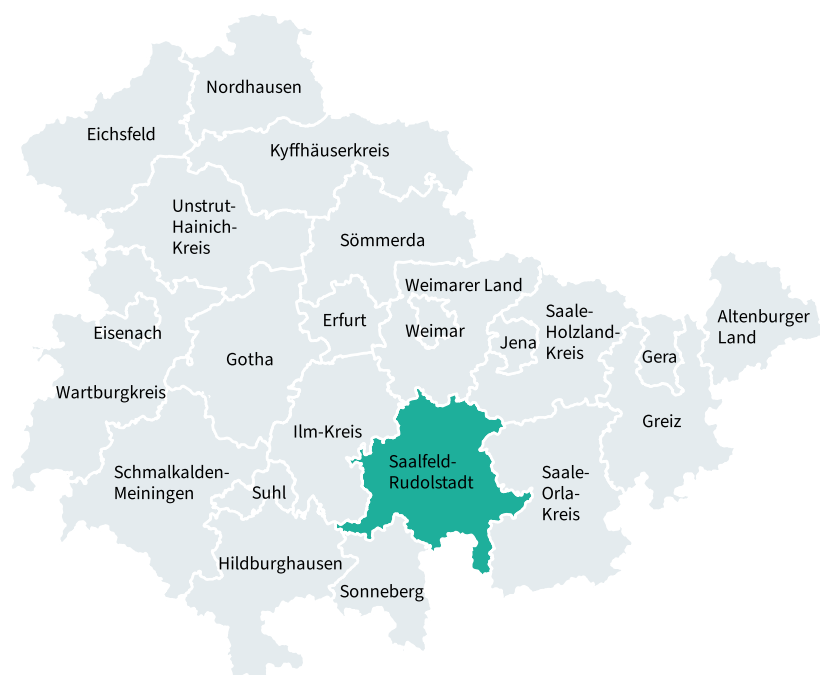 Nordhausen
Eichsfeld
Kyffhäuserkreis
Unstrut-
Hainich-
Kreis
Sömmerda
Weimarer Land
Saale-
Holzland-
Kreis
Altenburger
Land
Erfurt
Weimar
Eisenach
Jena
Gera
Gotha
Wartburgkreis
Greiz
Ilm-Kreis
Saalfeld-
Rudolstadt
Schmalkalden-
Meiningen
Saale-
Orla-
Kreis
Suhl
Hildburghausen
Sonneberg